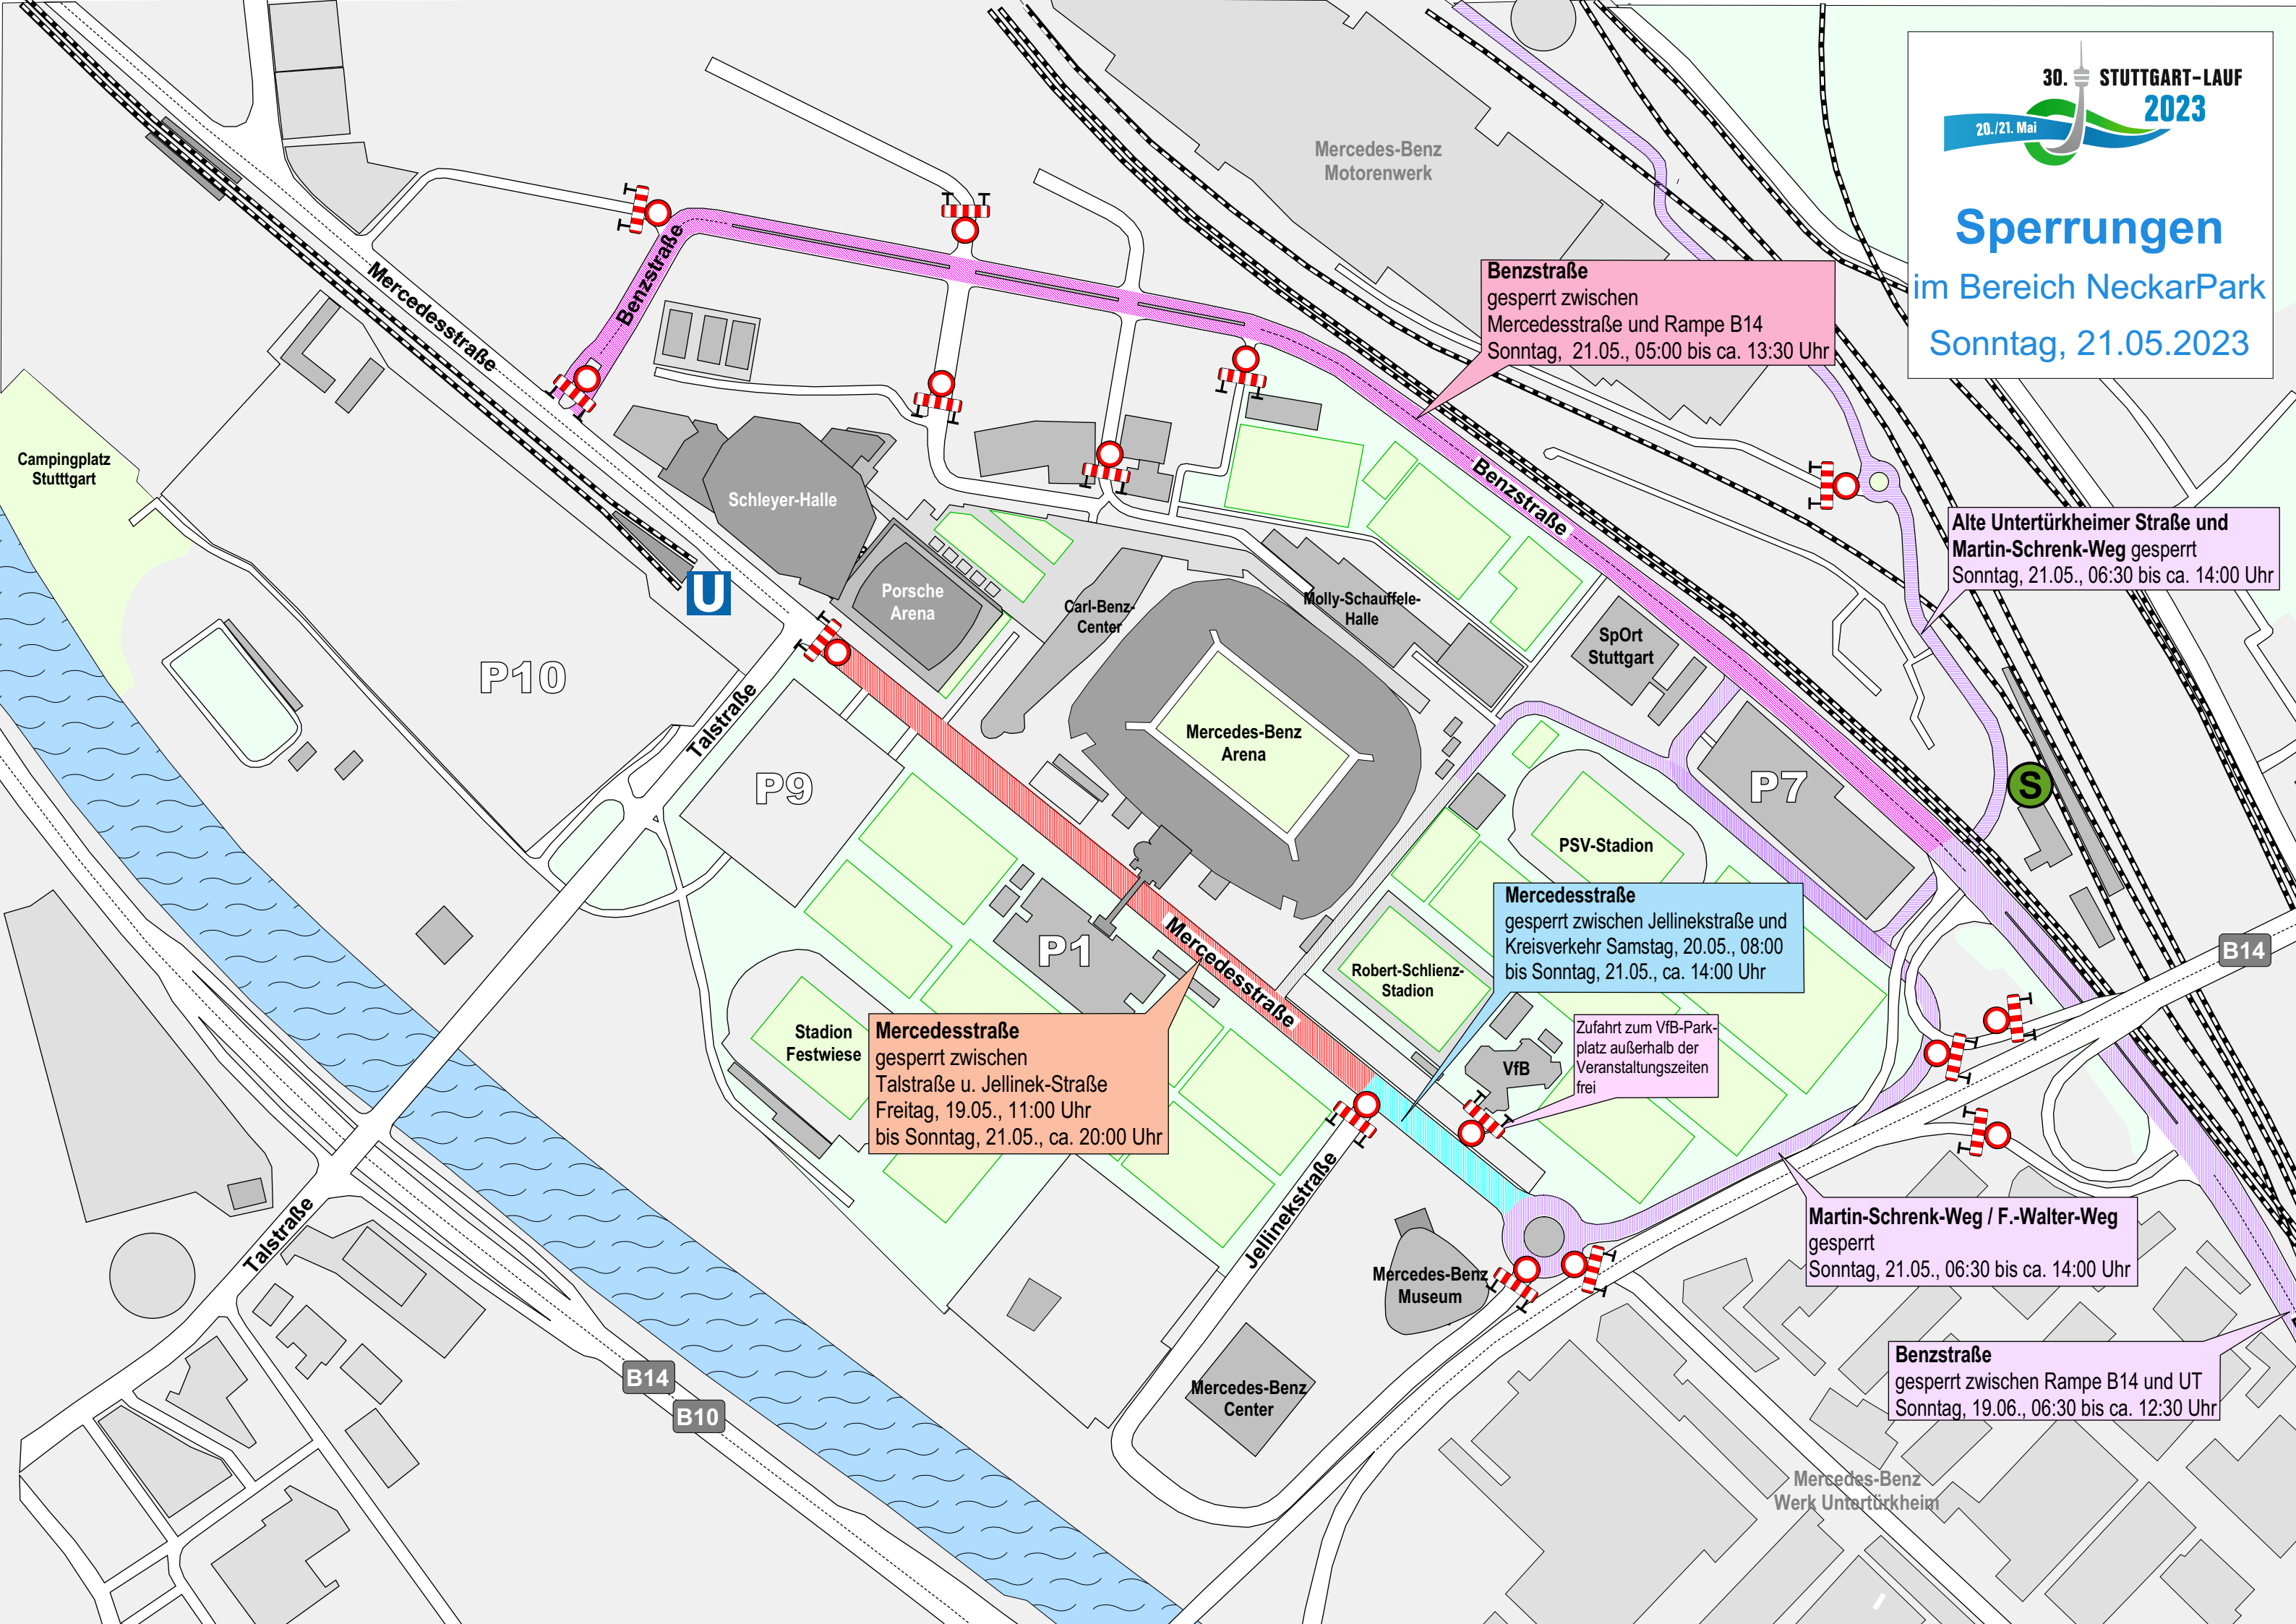 30. STUTTGART-LAUF
2023
20./21. Mai
Sperrungen
im Bereich NeckarPark
Sonntag, 21.05.2023
Mercedes-Benz
Motorenwerk
Benzstraße
gesperrt zwischen
Mercedesstraße und Rampe B14
Sonntag, 21.05., 05:00 bis ca. 13:30 Uhr
Benzstraße
Mercedesstraße
Campingplatz
Stutttgart
Schleyer-Halle
Benzstraße
Alte Untertürkheimer Straße und
Martin-Schrenk-Weg gesperrt
Sonntag, 21.05., 06:30 bis ca. 14:00 Uhr
U
Porsche
Arena
Carl-Benz-
Center
Molly-Schauffele-
Halle
SpOrt
Stuttgart
P10
Talstraße
Mercedes-Benz
Arena
P9
P7
S
PSV-Stadion
Mercedesstraße
gesperrt zwischen Jellinekstraße und
Kreisverkehr Samstag, 20.05., 08:00
bis Sonntag, 21.05., ca. 14:00 Uhr
P1
Mercedesstraße
Robert-Schlienz-
Stadion
B14
Stadion
Festwiese
Mercedesstraße
gesperrt zwischen
Talstraße u. Jellinek-Straße
Freitag, 19.05., 11:00 Uhr
bis Sonntag, 21.05., ca. 20:00 Uhr
VfB
Zufahrt zum VfB-Park-
platz außerhalb der
Veranstaltungszeiten
frei
Talstraße
Jellinekstraße
Martin-Schrenk-Weg / F.-Walter-Weg
gesperrt
Sonntag, 21.05., 06:30 bis ca. 14:00 Uhr
Mercedes-Benz
Museum
Benzstraße
gesperrt zwischen Rampe B14 und UT
Sonntag, 19.06., 06:30 bis ca. 12:30 Uhr
B14
B10
Mercedes-Benz
Center
Mercedes-Benz
Werk Untertürkheim